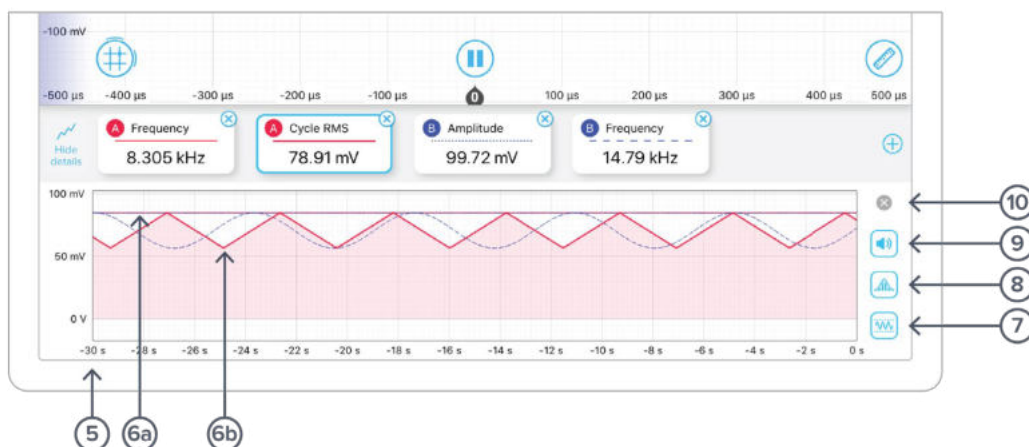 -100 mV
-500 µs -400 µs -300 µs -200 µs -100 µs 0 100 µs 200 µs 300 µs 400 µs 500 µs
Hide details
A Frequency
8.305 kHz
A Cycle RMS
78.91 mV
B Amplitude
99.72 mV
B Frequency
14.79 kHz
100 mV
50 mV
0 V
-30 s -28 s -26 s -24 s -22 s -20 s -18 s -16 s -14 s -12 s -10 s -8 s -6 s -4 s -2 s 0 s
10
9
8
7
5 6a 6b